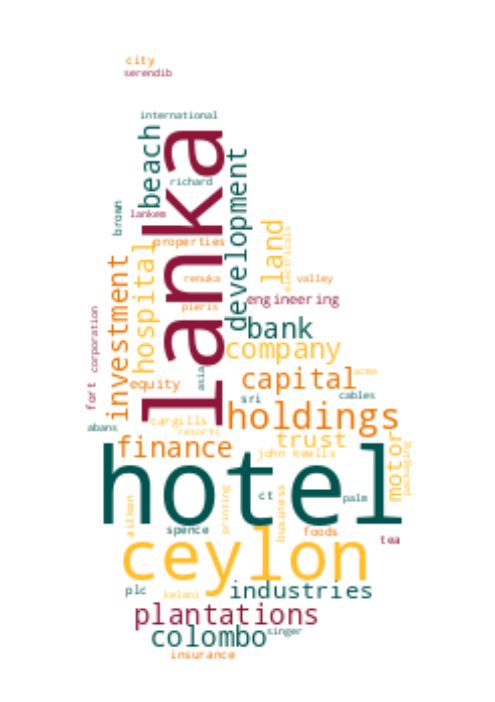 city
serendib
international
beach
lanka
richard
development
brown
lankem
properties
land
electricals
hospital
investment
renuka
valley
pieris
engineering
corporation
bank
company
fort
equity
asia
capital
acme
sri
cables
abans
cargills
resorts
holdings
finance
trust
john keells
motor
packaging
hotel
aitken
printing
ct
business
palm
spence
foods
tea
ceylon
plc
kelani
industries
plantations
colombo
singer
insurance